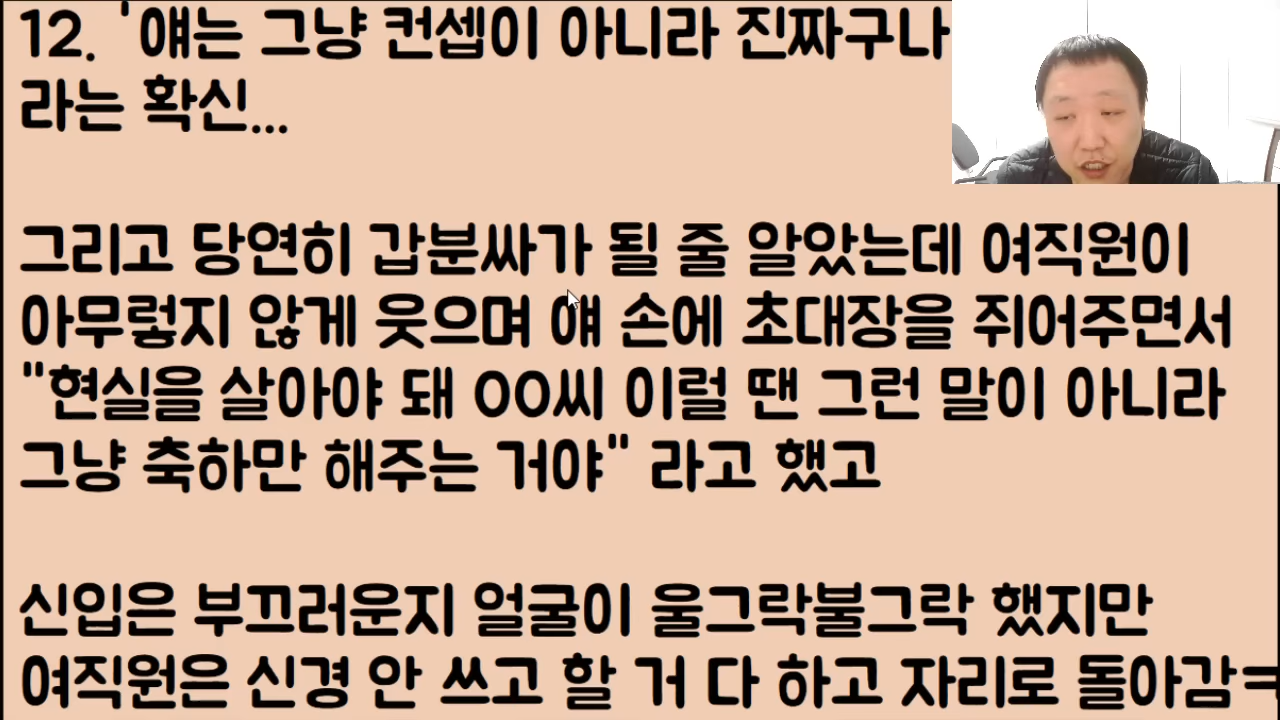 12. '얘는 그냥 컨셉이 아니라 진짜구나
라는 확신...
그리고 당연히 갑분싸가 될 줄 알았는데 여직원이
아무렇지 않게 웃으며 얘 손에 초대장을 쥐어주면서
"현실을 살아야 돼 OO씨 이럴 땐 그런 말이 아니라
그냥 축하만 해주는 거야" 라고 했고
신입은 부끄러운지 얼굴이 울그락불그락 했지만
여직원은 신경 안 쓰고 할 거 다 하고 자리로 돌아감